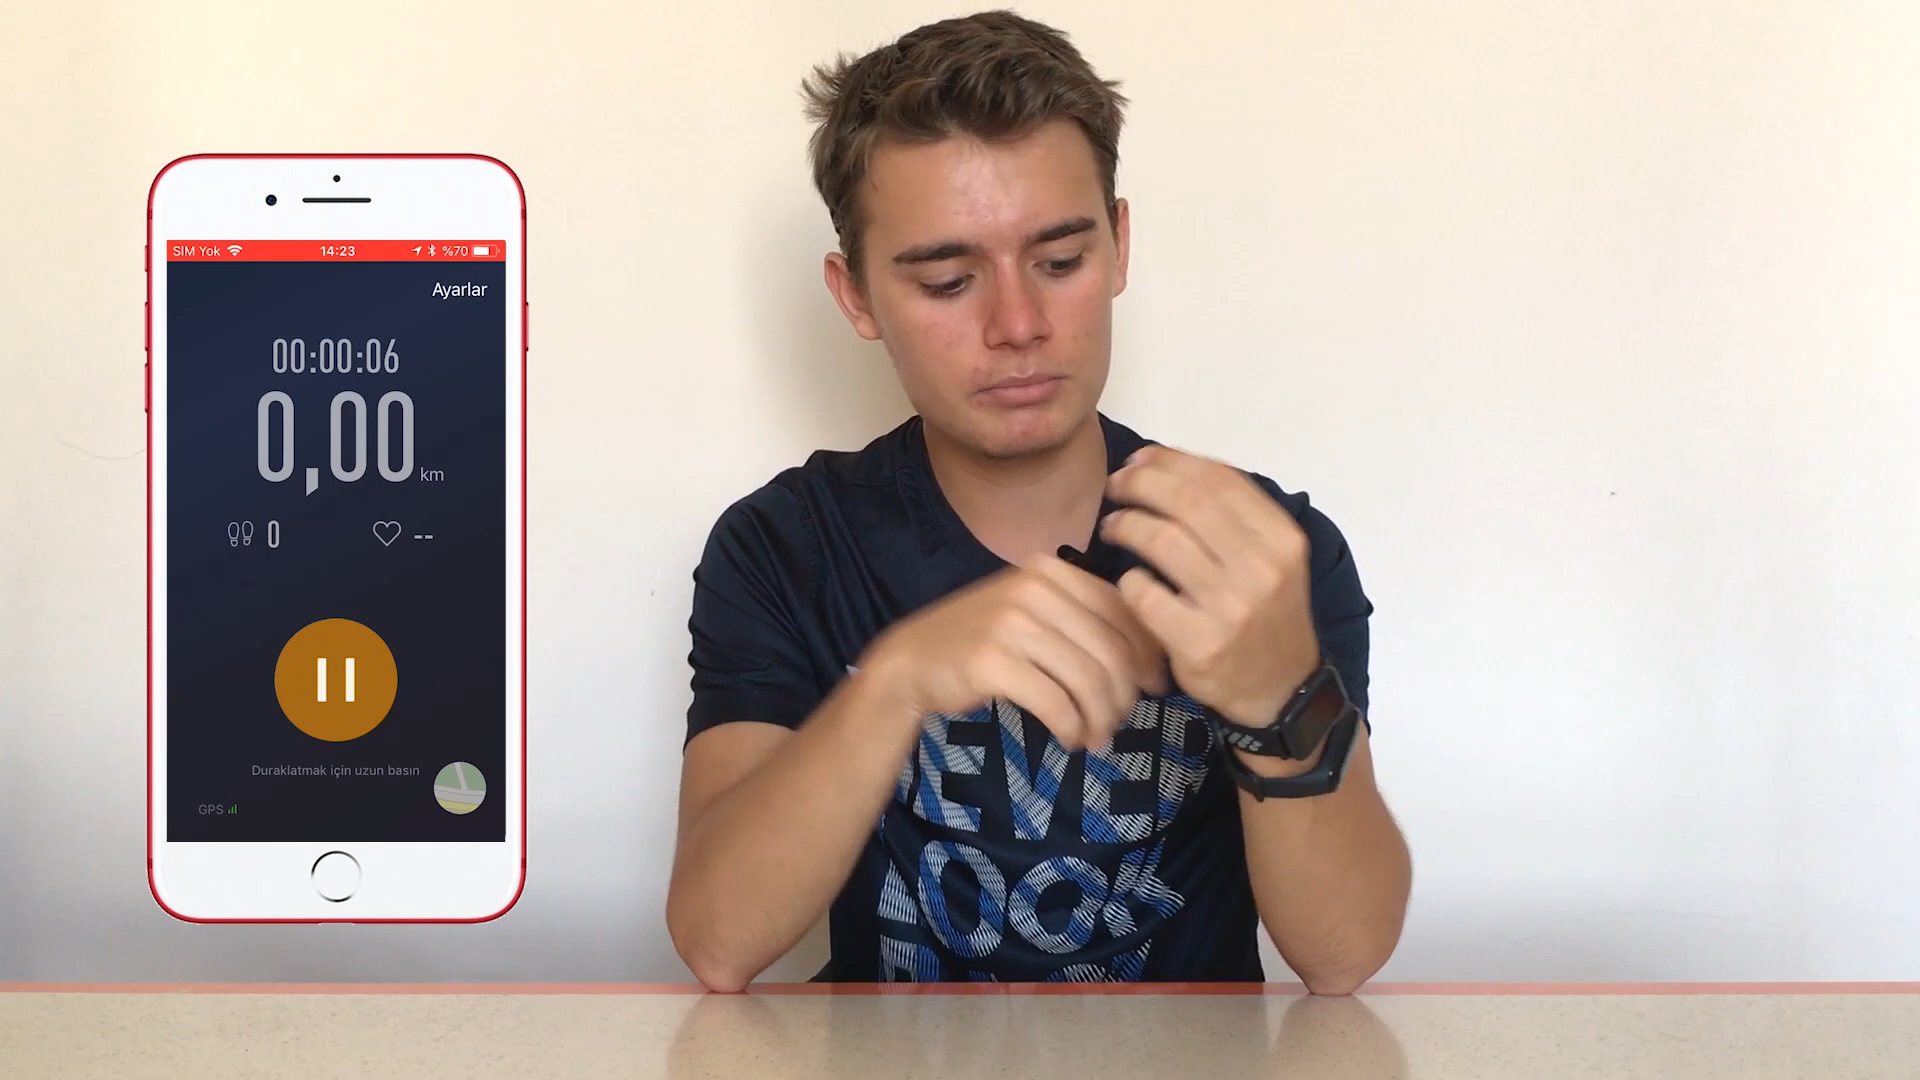 SIM Yok 14:23 %70
Ayarlar
00:00:06
0,00 km
0 --
Duraklatmak için uzun basın
GPS
NEVER
LOOK